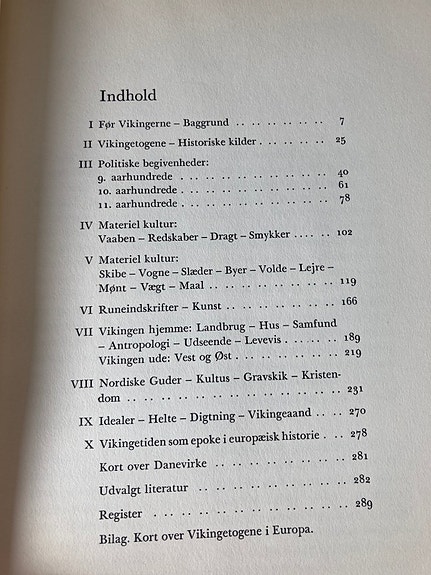 Indhold
I Før Vikingerne – Baggrund .. .. .. .. .. .. .. 7
II Vikingetogene – Historiske kilder . .. .. .. .. .. 25
III Politiske begivenheder:
9. aarhundrede . .. .. .. .. .. .. .. .. .. 40
10. aarhundrede . .. .. .. .. .. .. .. .. .. 61
11. aarhundrede . .. .. .. .. .. .. .. .. .. 78
IV Materiel kultur:
Vaaben – Redskaber – Dragt – Smykker .. .. .. 102
V Materiel kultur:
Skibe – Vogne – Slæder – Byer – Volde – Lejre –
Mønt – Vægt – Maal .. .. .. .. .. .. .. .. 119
VI Runeindskrifter – Kunst .. .. .. .. .. .. .. 166
VII Vikingen hjemme: Landbrug – Hus – Samfund
– Antropologi – Udseende – Levevis . .. .. .. 189
Vikingen ude: Vest og Øst . .. .. .. .. .. .. 219
VIII Nordiske Guder – Kultus – Gravskik – Kristen-
dom .. .. .. .. .. .. .. .. .. .. .. .. 231
IX Idealer – Helte – Digtning – Vikingeaand .. .. 270
X Vikingetiden som epoke i europæisk historie . .. 278
Kort over Danevirke .. .. .. .. .. .. .. .. 281
Udvalgt literatur .. .. .. .. .. .. .. .. .. 282
Register .. .. .. .. .. .. .. .. .. .. .. 289
Bilag. Kort over Vikingetogene i Europa.